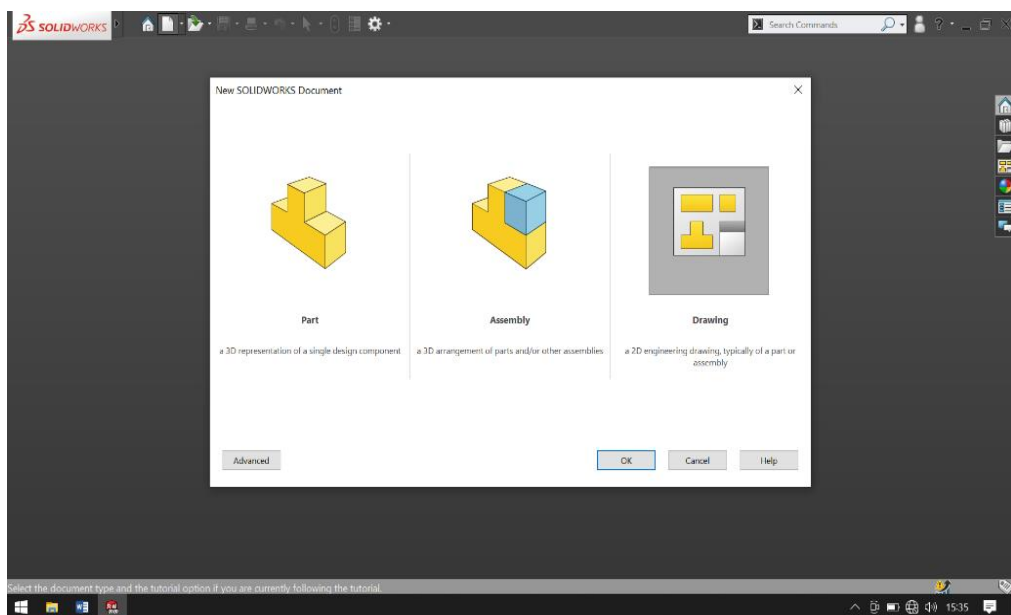 SOLIDWORKS
Search Commands
New SOLIDWORKS Document
Part
Assembly
Drawing
a 3D representation of a single design component
a 3D arrangement of parts and/or other assemblies
a 2D engineering drawing, typically of a part or
assembly
Advanced
OK
Cancel
Help
Select the document type and the tutorial option if you are currently following the tutorial.
15:35